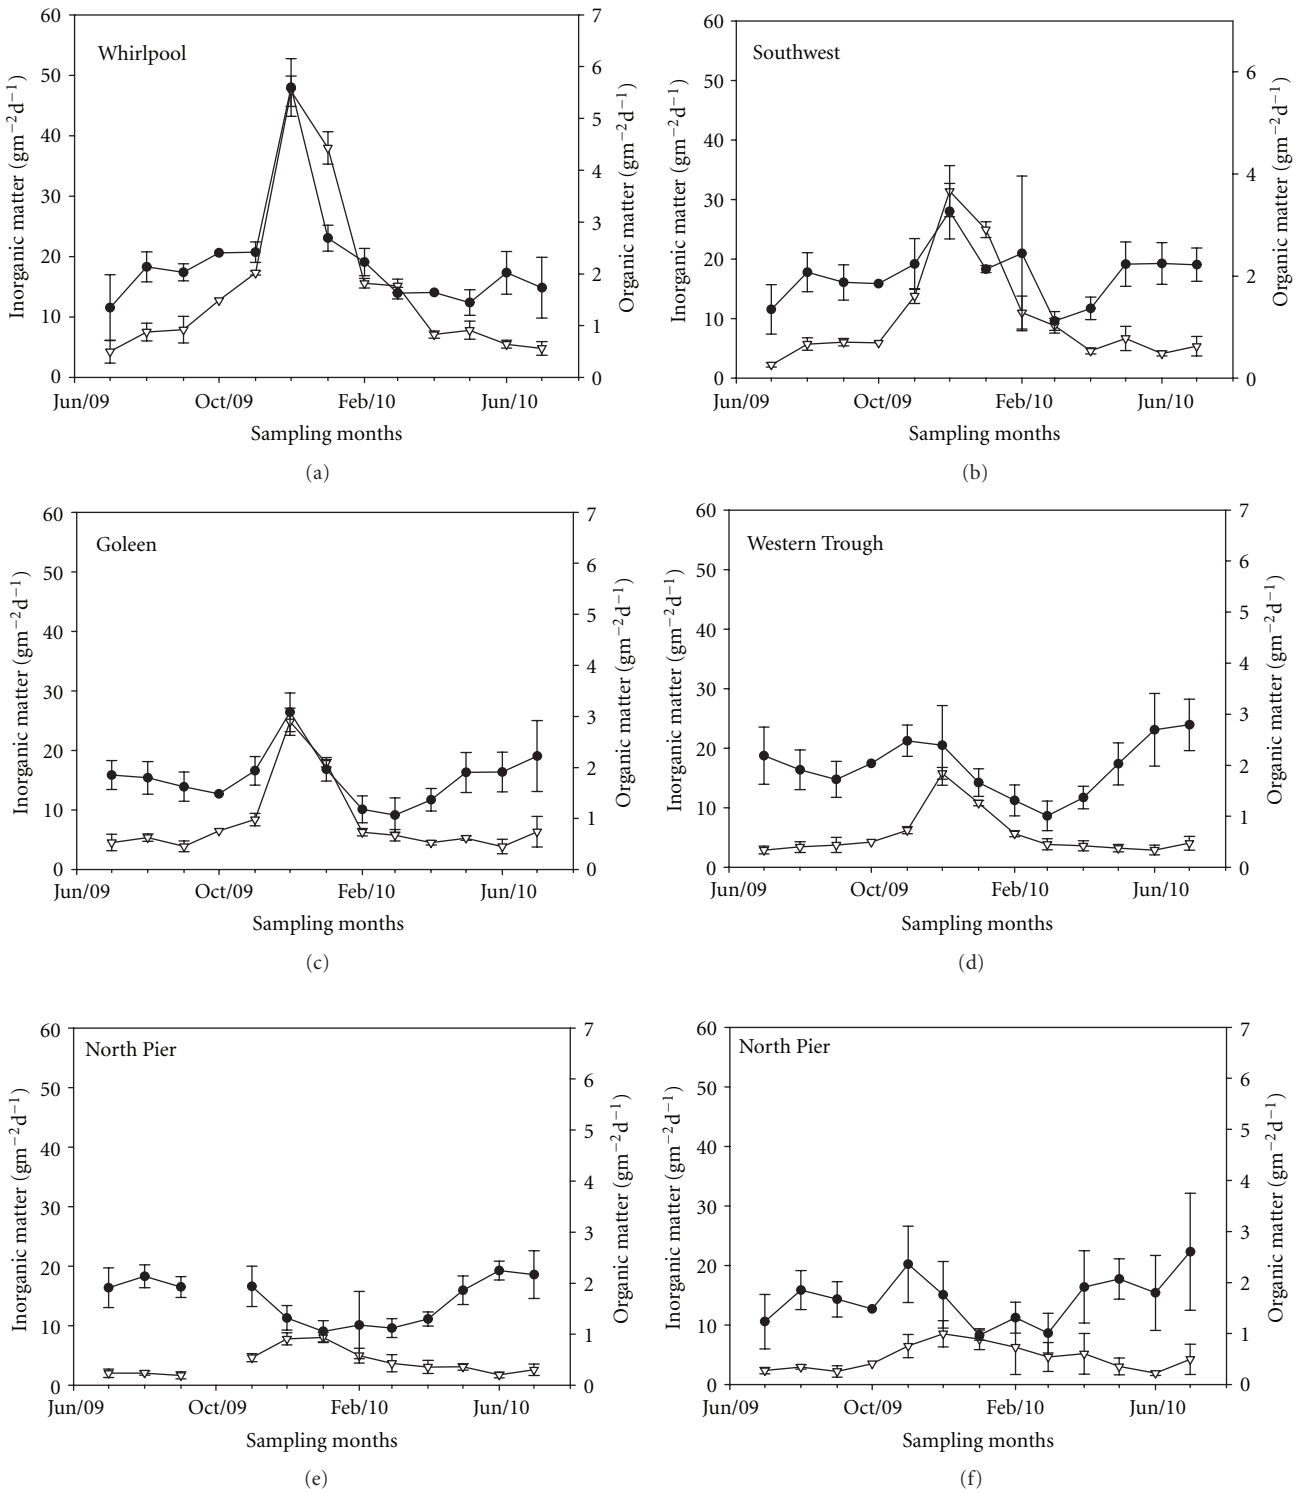 Whirlpool
Inorganic matter (gm−2d−1)
60
50
40
30
20
10
0
Organic matter (gm−2d−1)
7
6
5
4
3
2
1
0
Jun/09 Oct/09 Feb/10 Jun/10
Sampling months
(a)
Southwest
Inorganic matter (gm−2d−1)
60
50
40
30
20
10
0
Organic matter (gm−2d−1)
6
4
2
0
Jun/09 Oct/09 Feb/10 Jun/10
Sampling months
(b)
Goleen
Inorganic matter (gm−2d−1)
60
50
40
30
20
10
0
Organic matter (gm−2d−1)
7
6
5
4
3
2
1
0
Jun/09 Oct/09 Feb/10 Jun/10
Sampling months
(c)
Western Trough
Inorganic matter (gm−2d−1)
60
50
40
30
20
10
0
Organic matter (gm−2d−1)
7
6
5
4
3
2
1
0
Jun/09 Oct/09 Feb/10 Jun/10
Sampling months
(d)
North Pier
Inorganic matter (gm−2d−1)
60
50
40
30
20
10
0
Organic matter (gm−2d−1)
7
6
5
4
3
2
1
0
Jun/09 Oct/09 Feb/10 Jun/10
Sampling months
(e)
North Pier
Inorganic matter (gm−2d−1)
60
50
40
30
20
10
0
Organic matter (gm−2d−1)
7
6
5
4
3
2
1
0
Jun/09 Oct/09 Feb/10 Jun/10
Sampling months
(f)